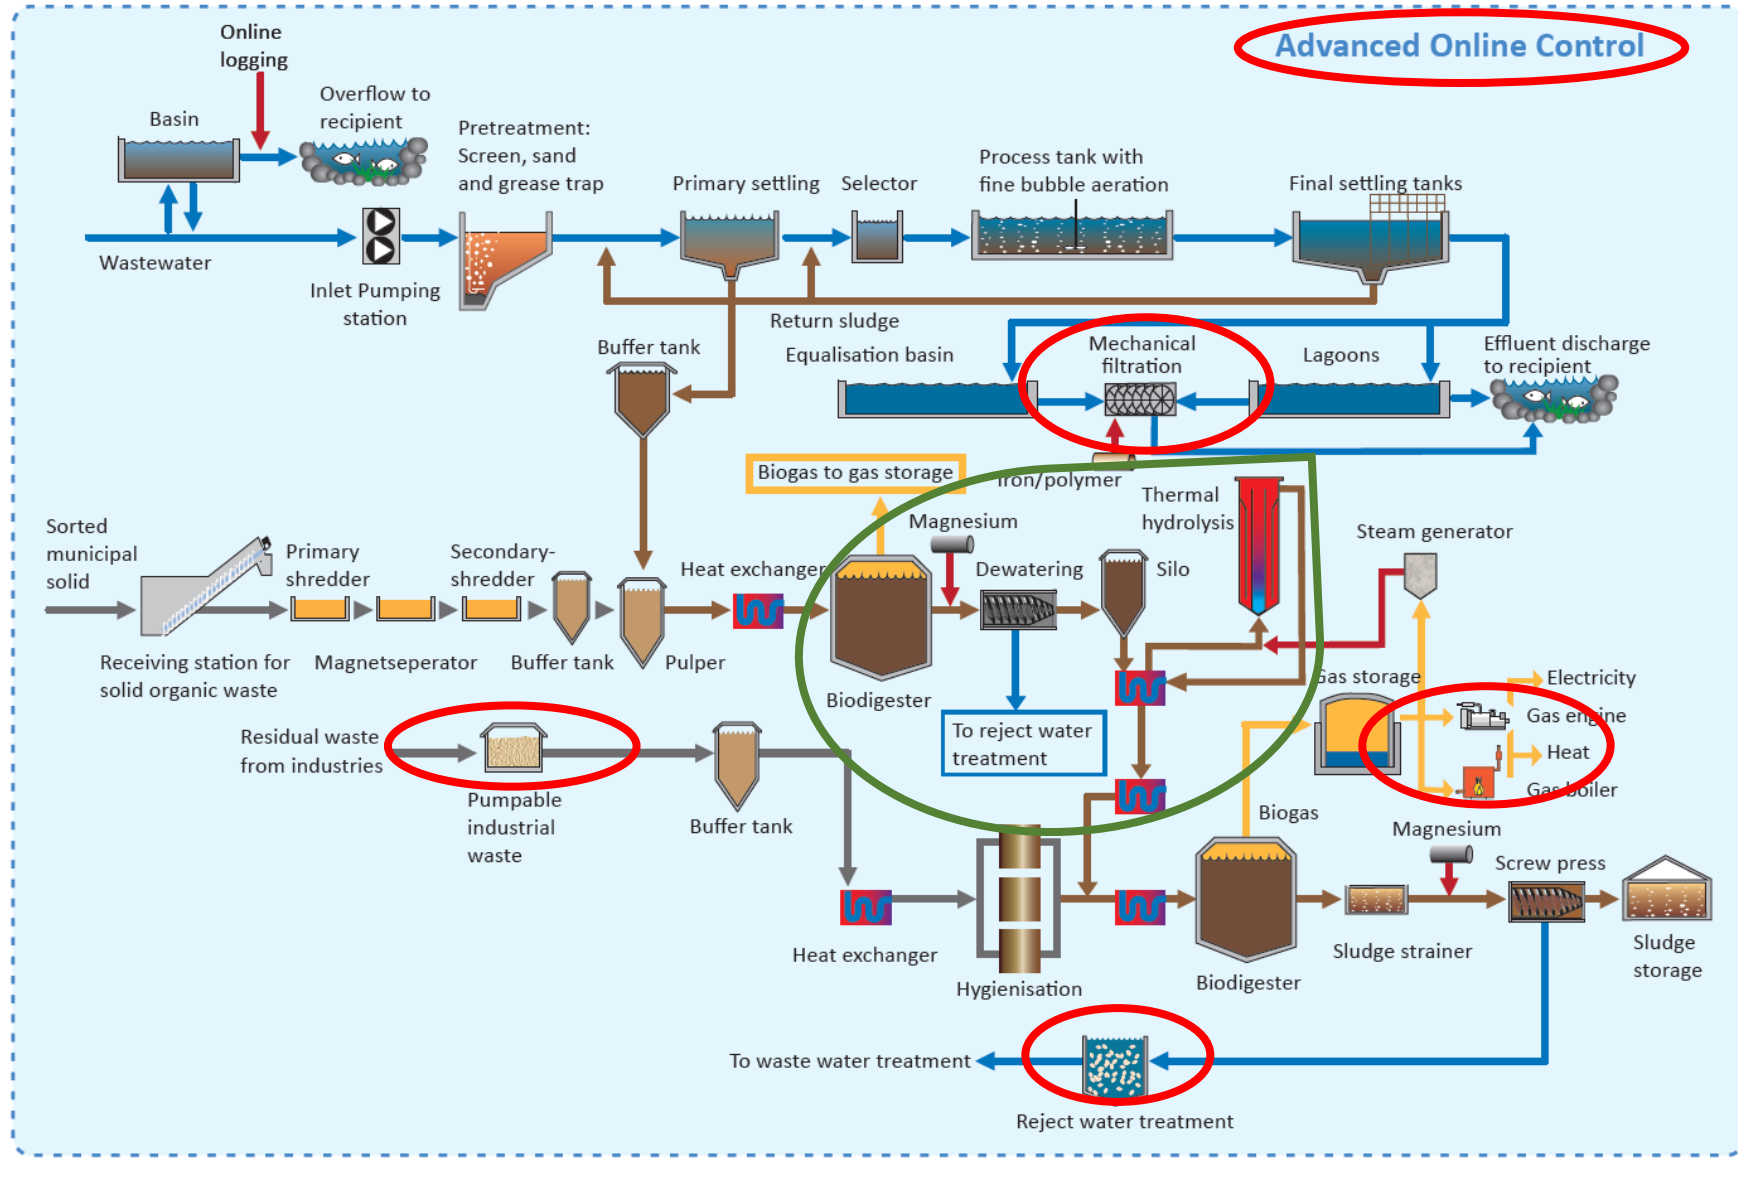 Advanced Online Control
Online
logging
Overflow to
recipient
Basin
Pretreatment:
Screen, sand
and grease trap
Primary settling
Selector
Process tank with
fine bubble aeration
Final settling tanks
Wastewater
Inlet Pumping
station
Return sludge
Buffer tank
Equalisation basin
Mechanical
filtration
Lagoons
Effluent discharge
to recipient
Biogas to gas storage
Iron/polymer
Thermal
hydrolysis
Sorted
municipal
solid
Primary
shredder
Secondary-
shredder
Heat exchanger
Magnesium
Dewatering
Silo
Steam generator
Receiving station for
solid organic waste
Magnetseperator
Buffer tank
Pulper
Biodigester
To reject water
treatment
Gas storage
Electricity
Gas engine
Heat
Gas boiler
Residual waste
from industries
Pumpable
industrial
waste
Buffer tank
Biogas
Magnesium
Screw press
Heat exchanger
Hygienisation
Biodigester
Sludge strainer
Sludge
storage
To waste water treatment
Reject water treatment